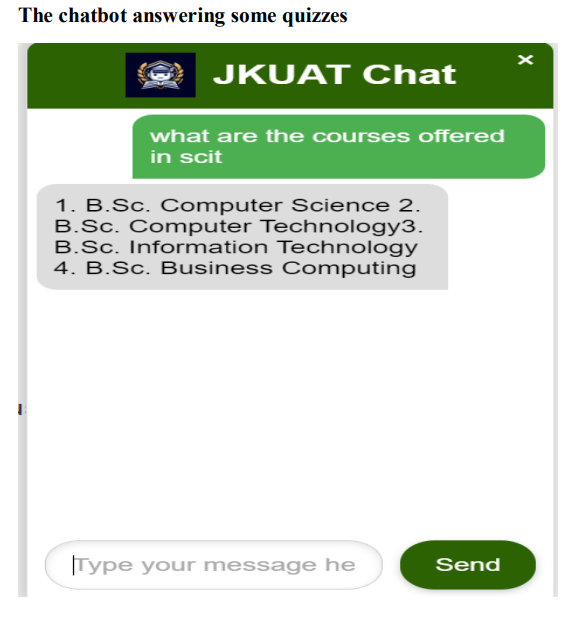 The chatbot answering some quizzes
JKUAT Chat
×
what are the courses offered
in scit
1. B.Sc. Computer Science 2.
B.Sc. Computer Technology3.
B.Sc. Information Technology
4. B.Sc. Business Computing
Type your message he
Send